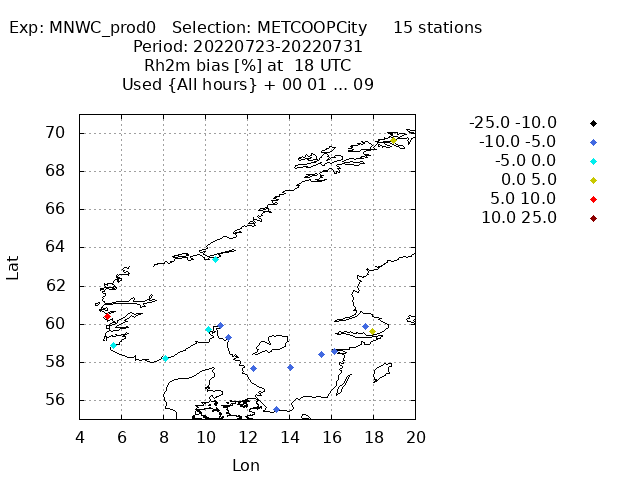 Exp: MNWC_prod0 Selection: METCOOPCity 15 stations
Period: 20220723-20220731
Rh2m bias [%] at 18 UTC
Used {All hours} + 00 01 ... 09
-25.0 -10.0
-10.0 -5.0
-5.0 0.0
0.0 5.0
5.0 10.0
10.0 25.0
70
68
66
64
62
60
58
56
Lat
4 6 8 10 12 14 16 18 20
Lon